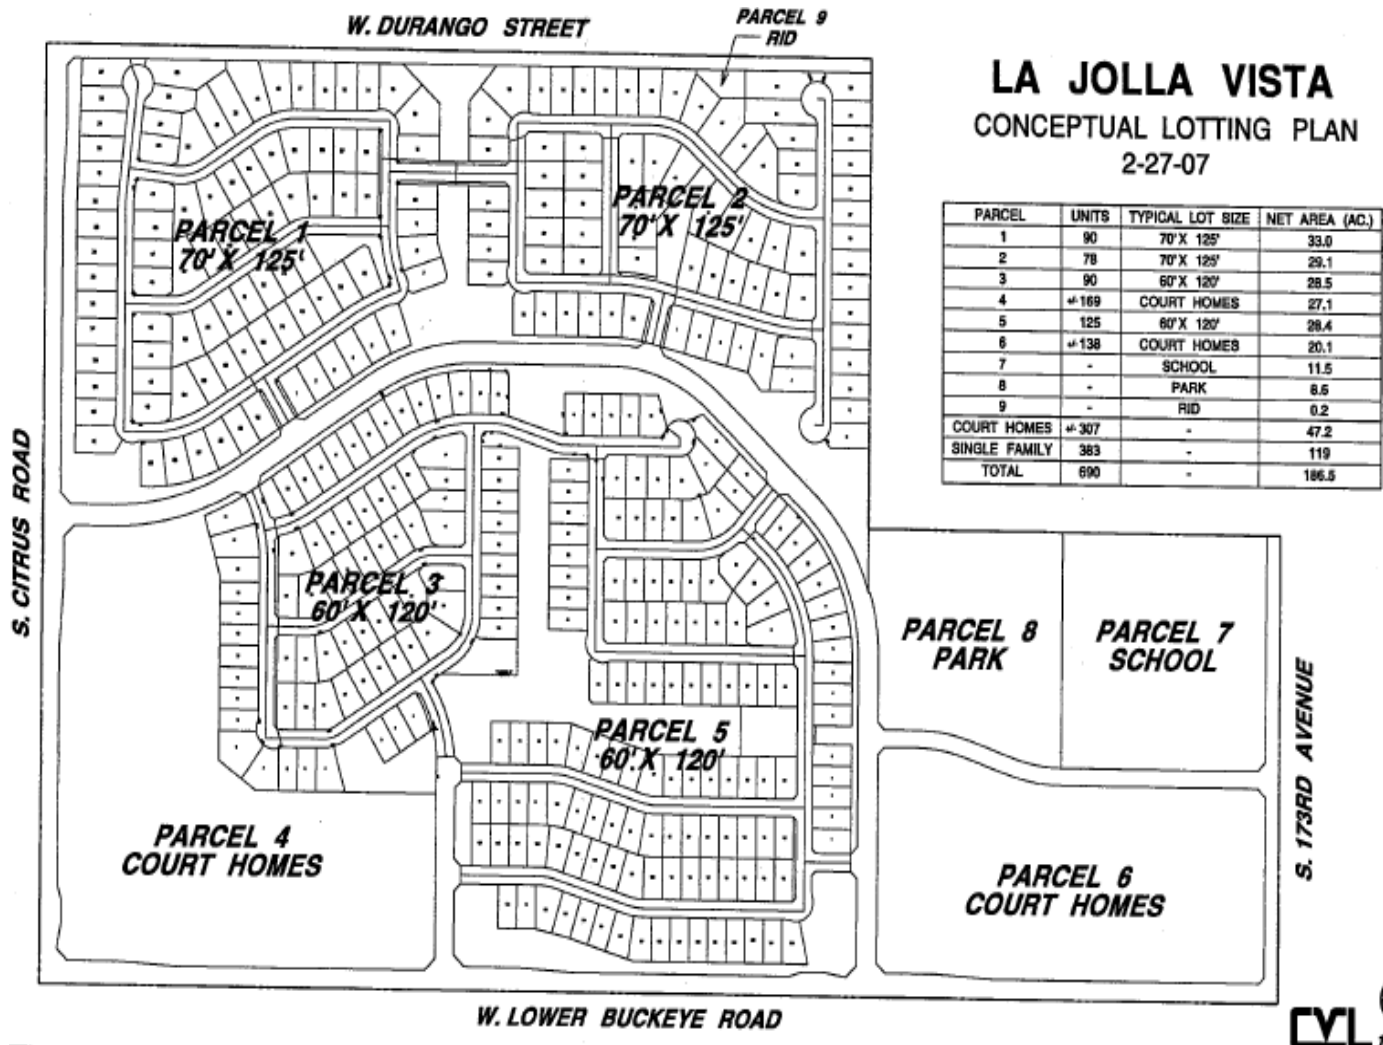 W. DURANGO STREET
PARCEL 9
RID
LA JOLLA VISTA
CONCEPTUAL LOTTING PLAN
2-27-07
PARCEL UNITS TYPICAL LOT SIZE NET AREA (AC.)
1 90 70' X 125' 33.0
2 78 70' X 125' 29.1
3 90 60' X 120' 28.5
4 +/-169 COURT HOMES 27.1
5 125 60' X 120' 28.4
6 +/-138 COURT HOMES 20.1
7 - SCHOOL 11.5
8 - PARK 8.6
9 - RID 0.2
COURT HOMES +/-307 - 47.2
SINGLE FAMILY 383 - 119
TOTAL 690 - 186.5
PARCEL 1
70' X 125'
PARCEL 2
70' X 125'
S. CITRUS ROAD
PARCEL 3
60' X 120'
PARCEL 8
PARK
PARCEL 7
SCHOOL
S. 173RD AVENUE
PARCEL 5
60' X 120'
PARCEL 4
COURT HOMES
PARCEL 6
COURT HOMES
W. LOWER BUCKEYE ROAD
CVL